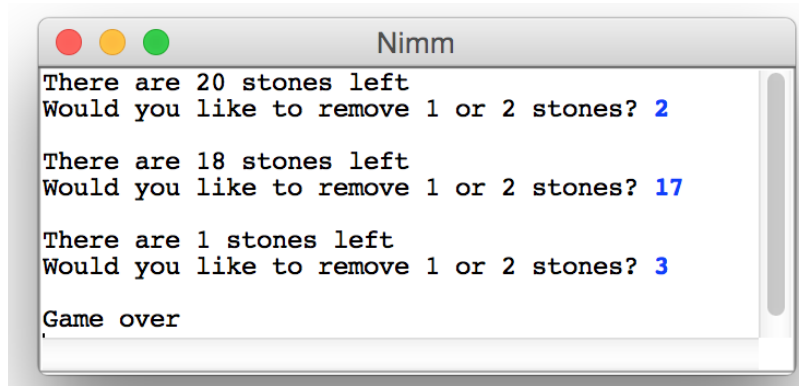 Nimm
There are 20 stones left
Would you like to remove 1 or 2 stones? 2
There are 18 stones left
Would you like to remove 1 or 2 stones? 17
There are 1 stones left
Would you like to remove 1 or 2 stones? 3
Game over